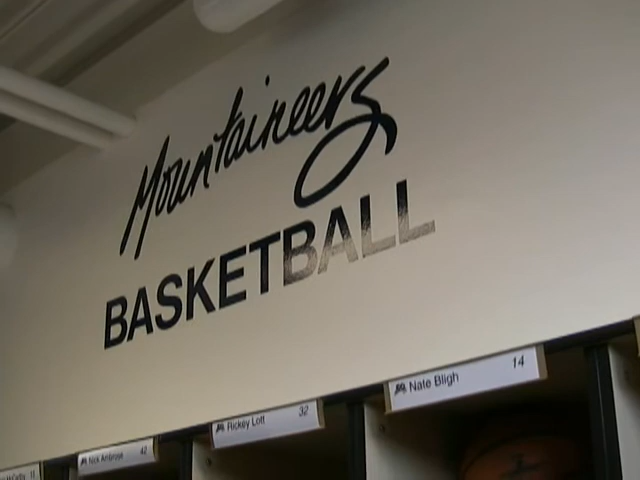 Mountaineers
BASKETBALL
Nate Bligh 14
Rickey Lott 32
Nick Ambrose 42